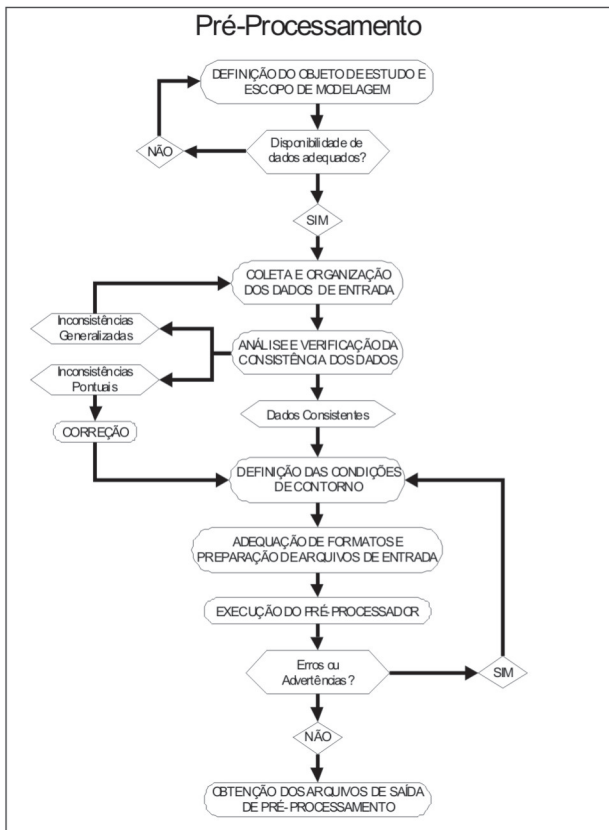 Pré-Processamento
DEFINIÇÃO DO OBJETO DE ESTUDO E
ESCOPO DE MODELAGEM
NÃO
Disponibilidade de
dados adequados?
SIM
COLETA E ORGANIZAÇÃO
DOS DADOS DE ENTRADA
Inconsistências
Generalizadas
ANÁLISE E VERIFICAÇÃO DA
CONSISTÊNCIA DOS DADOS
Inconsistências
Pontuais
Dados Consistentes
CORREÇÃO
DEFINIÇÃO DAS CONDIÇÕES
DE CONTORNO
ADEQUAÇÃO DE FORMATOS E
PREPARAÇÃO DE ARQUIVOS DE ENTRADA
EXECUÇÃO DO PRÉ-PROCESSADOR
Erros ou
Advertências?
SIM
NÃO
OBTENÇÃO DOS ARQUIVOS DE SAÍDA
DE PRÉ-PROCESSAMENTO